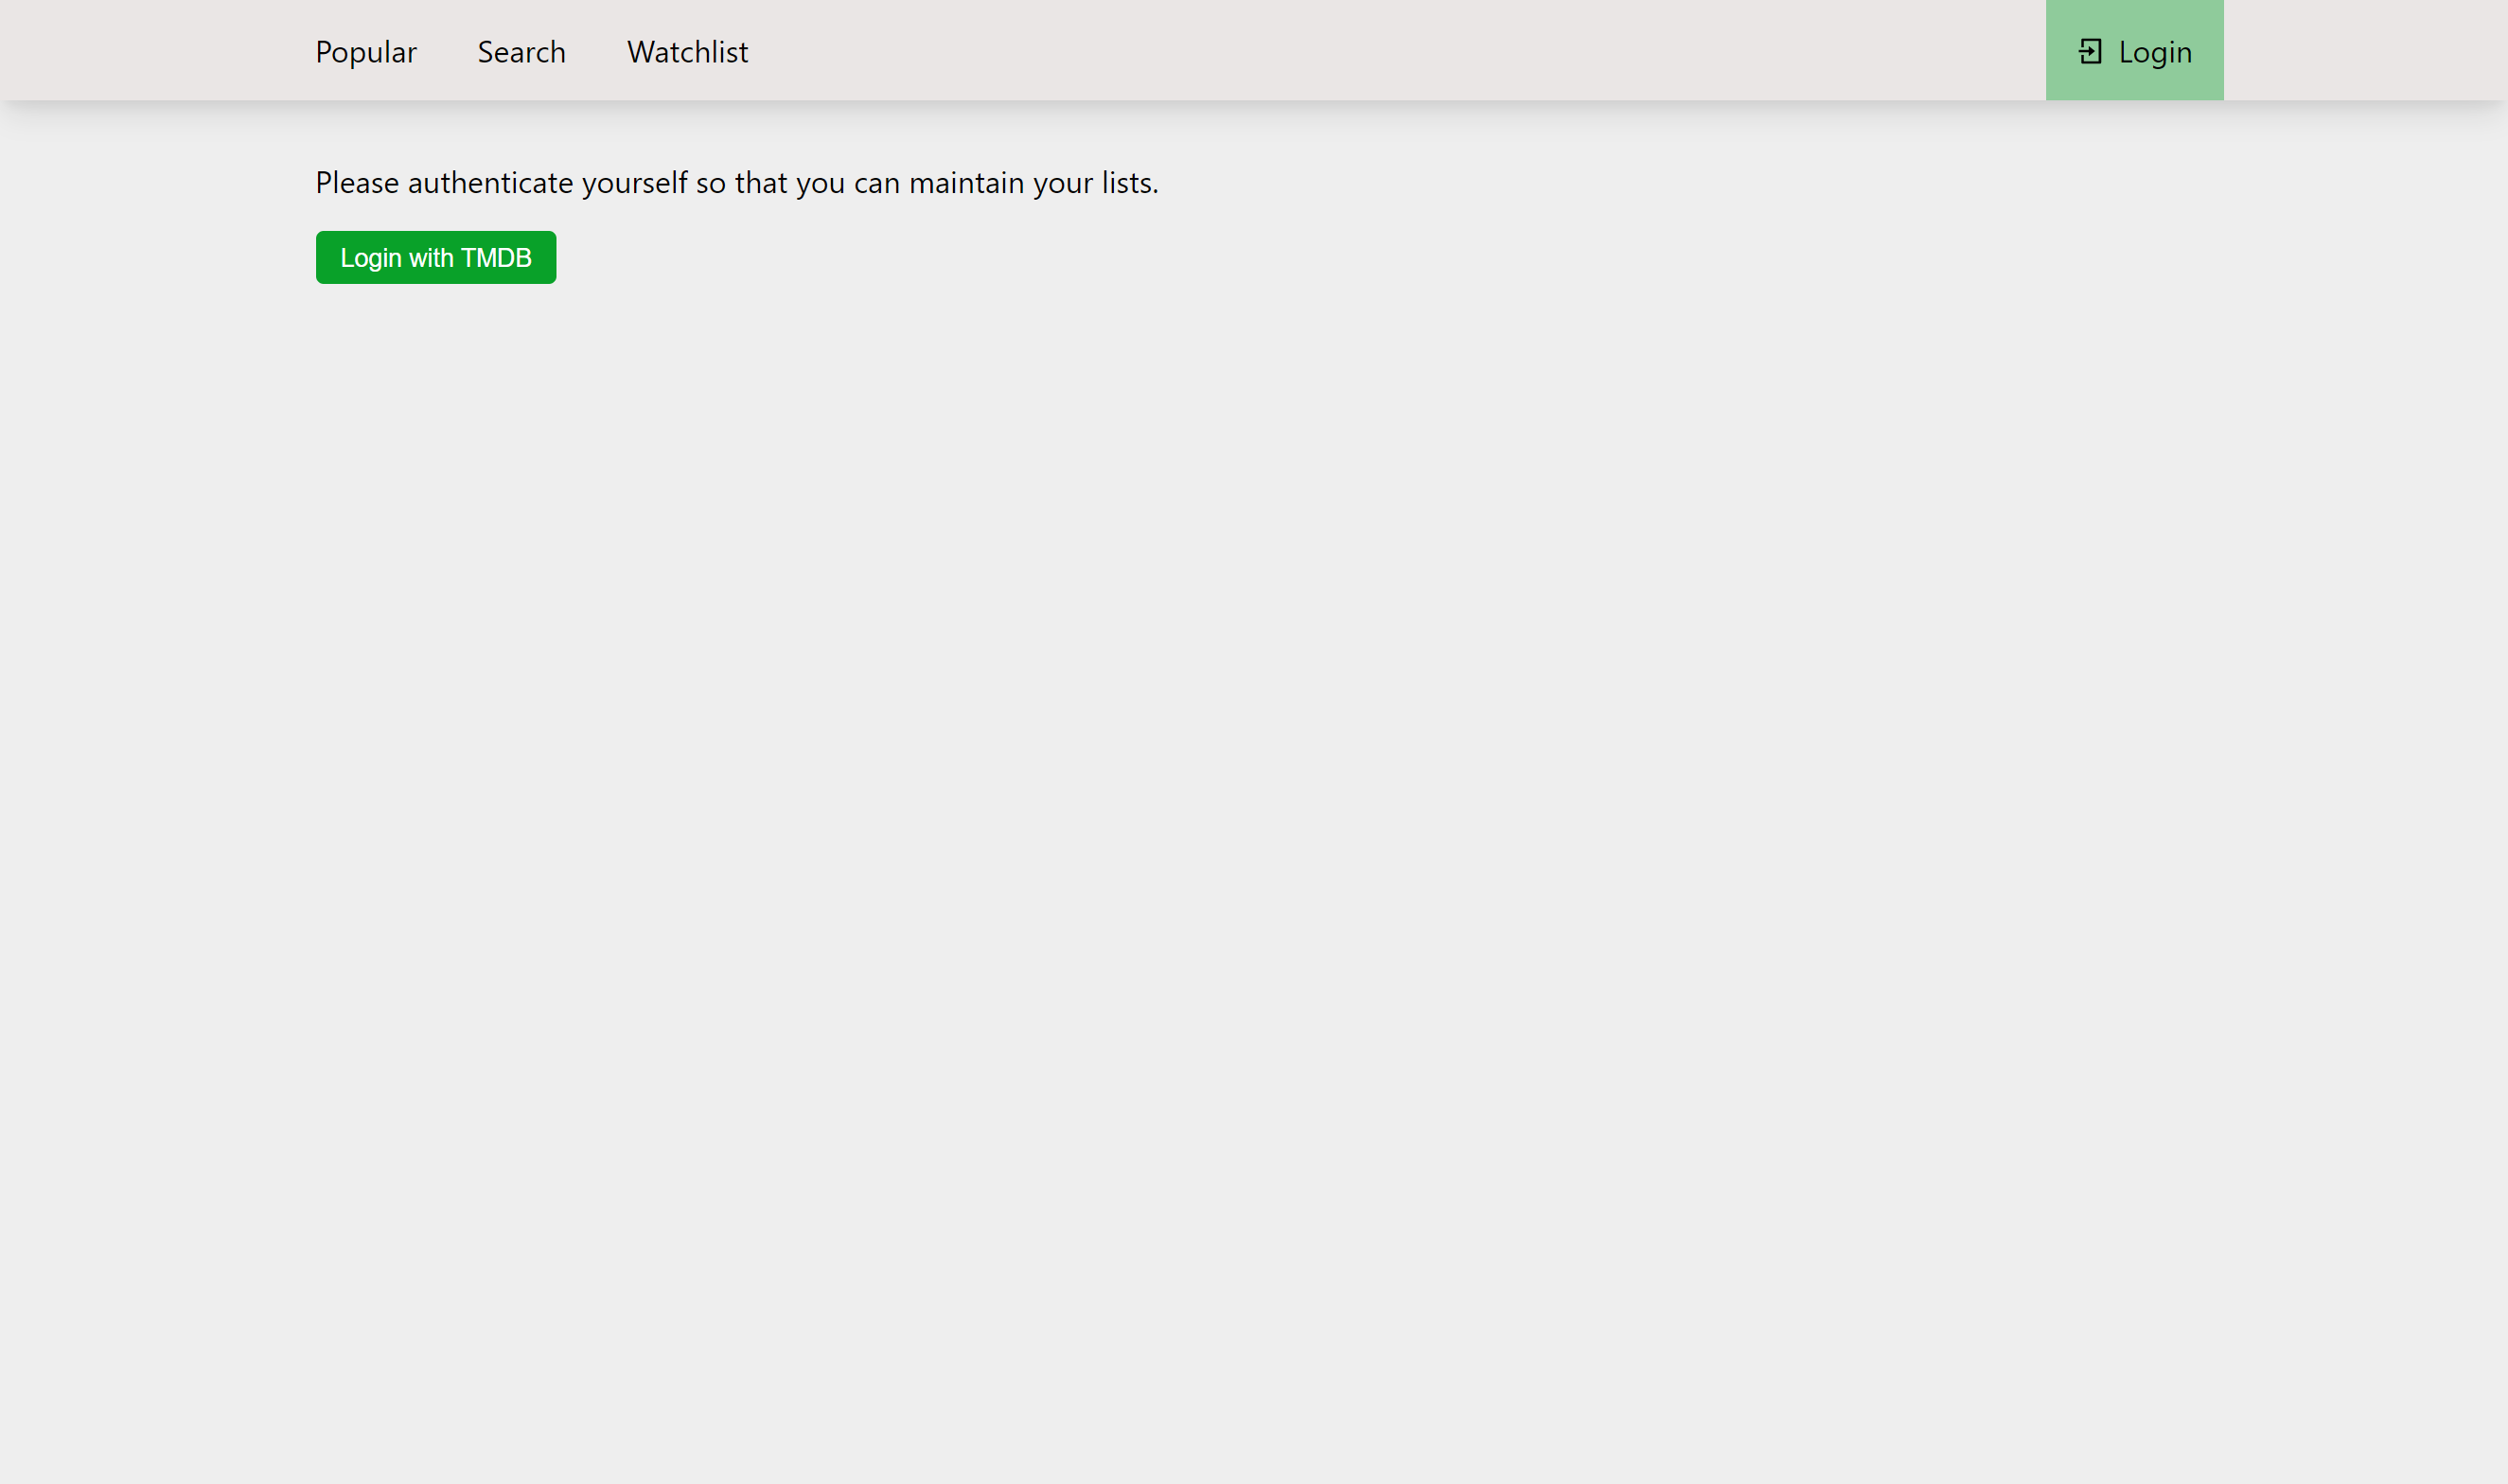 Popular Search Watchlist Login
Please authenticate yourself so that you can maintain your lists.
Login with TMDB